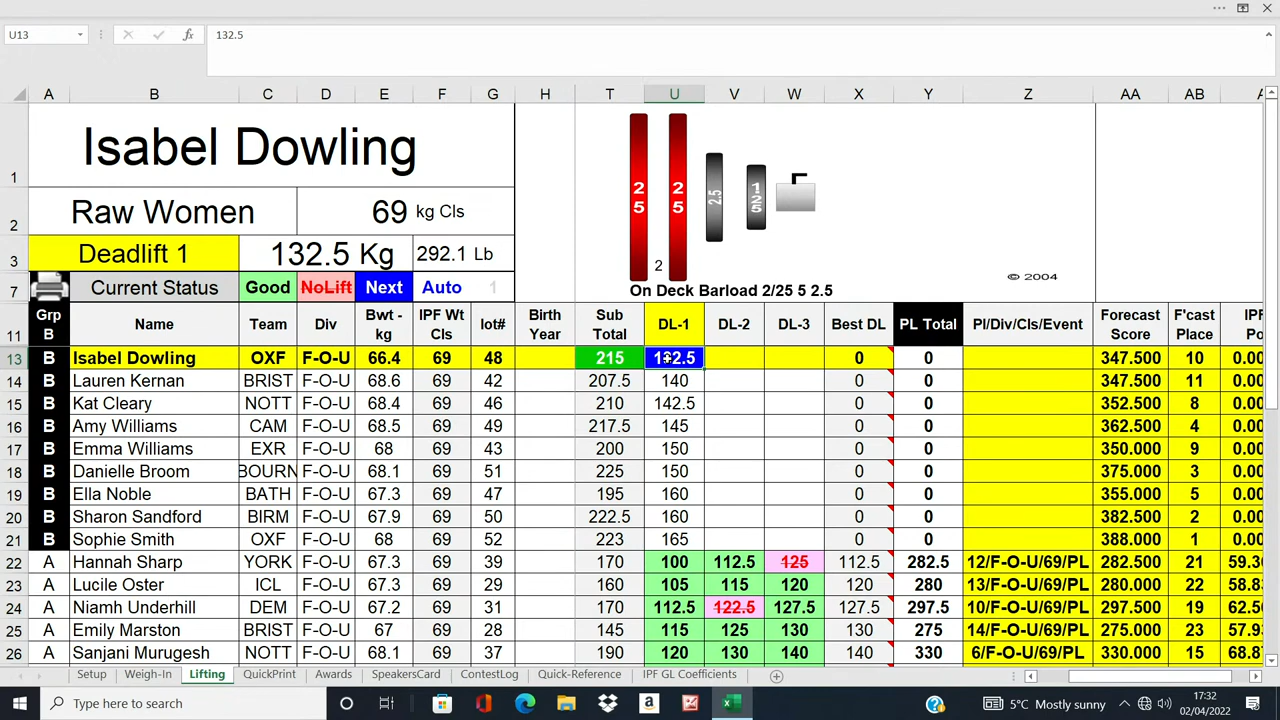 U13 132.5
A B C D E F G H T U V W X Y Z AA AB
1 Isabel Dowling
2 Raw Women 69 kg Cls
3 Deadlift 1 132.5 Kg 292.1 Lb
25 25 2.5 1.25
2
© 2004
7 Current Status Good NoLift Next Auto 1 On Deck Barload 2/25 5 2.5
11 Grp B Name Team Div Bwt - kg IPF Wt Cls lot# Birth Year Sub Total DL-1 DL-2 DL-3 Best DL PL Total Pl/Div/Cls/Event Forecast Score F'cast Place
13 B Isabel Dowling OXF F-O-U 66.4 69 48 215 132.5 0 0 347.500 10 0.00
14 B Lauren Kernan BRIST F-O-U 68.6 69 42 207.5 140 0 0 347.500 11 0.00
15 B Kat Cleary NOTT F-O-U 68.4 69 46 210 142.5 0 0 352.500 8 0.00
16 B Amy Williams CAM F-O-U 68.5 69 49 217.5 145 0 0 362.500 4 0.00
17 B Emma Williams EXR F-O-U 68 69 43 200 150 0 0 350.000 9 0.00
18 B Danielle Broom BOURN F-O-U 68.1 69 51 225 150 0 0 375.000 3 0.00
19 B Ella Noble BATH F-O-U 67.3 69 47 195 160 0 0 355.000 5 0.00
20 B Sharon Sandford BIRM F-O-U 67.9 69 50 222.5 160 0 0 382.500 2 0.00
21 B Sophie Smith OXF F-O-U 68 69 52 223 165 0 0 388.000 1 0.00
22 A Hannah Sharp YORK F-O-U 67.3 69 39 170 100 112.5 125 112.5 282.5 12/F-O-U/69/PL 282.500 21 59.3
23 A Lucile Oster ICL F-O-U 67.3 69 29 175 105 115 120 120 280 13/F-O-U/69/PL 280.000 22 58.8
24 A Niamh Underhill DEM F-O-U 67.2 69 31 170 112.5 122.5 127.5 127.5 297.5 10/F-O-U/69/PL 297.500 19 62.5
25 A Emily Marston BRIST F-O-U 67 69 28 145 115 125 130 130 275 14/F-O-U/69/PL 275.000 23 57.9
26 A Sanjani Murugesh NOTT F-O-U 68.1 69 37 190 120 130 140 140 330 6/F-O-U/69/PL 330.000 15 68.8
Setup Weigh-In Lifting QuickPrint Awards SpeakersCard ContestLog Quick-Reference IPF GL Coefficients
Type here to search 5°C Mostly sunny 17:32
02/04/2022